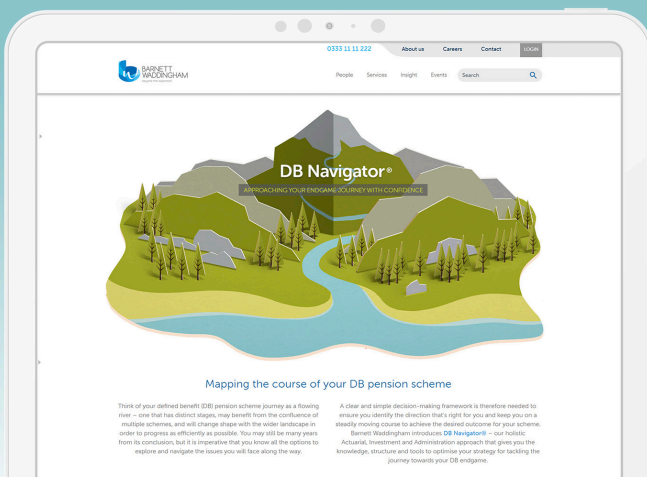 0333 11 11 222
About us
Careers
Contact
LOGIN
BARNETT
WADDINGHAM
People
Services
Insight
Events
Search
DB Navigator®
APPROACHING YOUR ENDGAME JOURNEY WITH CONFIDENCE
Mapping the course of your DB pension scheme
Think of your defined benefit (DB) pension scheme journey as a flowing
river – one that has distinct stages, may benefit from the confluence of
multiple schemes, and will change shape with the wider landscape in
order to progress as efficiently as possible. You may still be many years
from its conclusion, but it is imperative that you know all the options to
explore and navigate the issues you will face along the way.
A clear and simple decision-making framework is therefore needed to
ensure you identify the direction that's right for you and keep you on a
steadily moving course to achieve the desired outcome for your scheme.
Barnett Waddingham introduces DB Navigator® – our holistic
Actuarial, Investment and Administration approach that gives you the
knowledge, structure and tools to optimise your strategy for tackling the
journey towards your DB endgame.